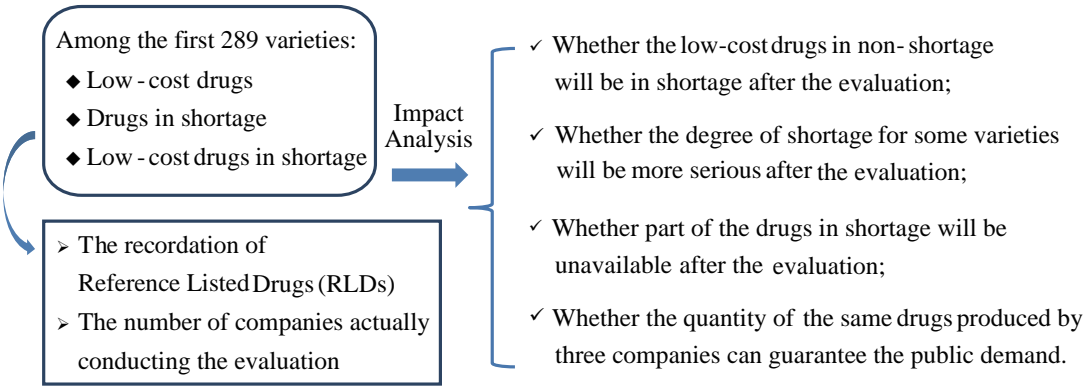 Among the first 289 varieties:
◆ Low-cost drugs
◆ Drugs in shortage
◆ Low-cost drugs in shortage
➢ The recordation of
Reference Listed Drugs (RLDs)
➢ The number of companies actually
conducting the evaluation
Impact
Analysis
✓ Whether the low-cost drugs in non-shortage
will be in shortage after the evaluation;
✓ Whether the degree of shortage for some varieties
will be more serious after the evaluation;
✓ Whether part of the drugs in shortage will be
unavailable after the evaluation;
✓ Whether the quantity of the same drugs produced by
three companies can guarantee the public demand.